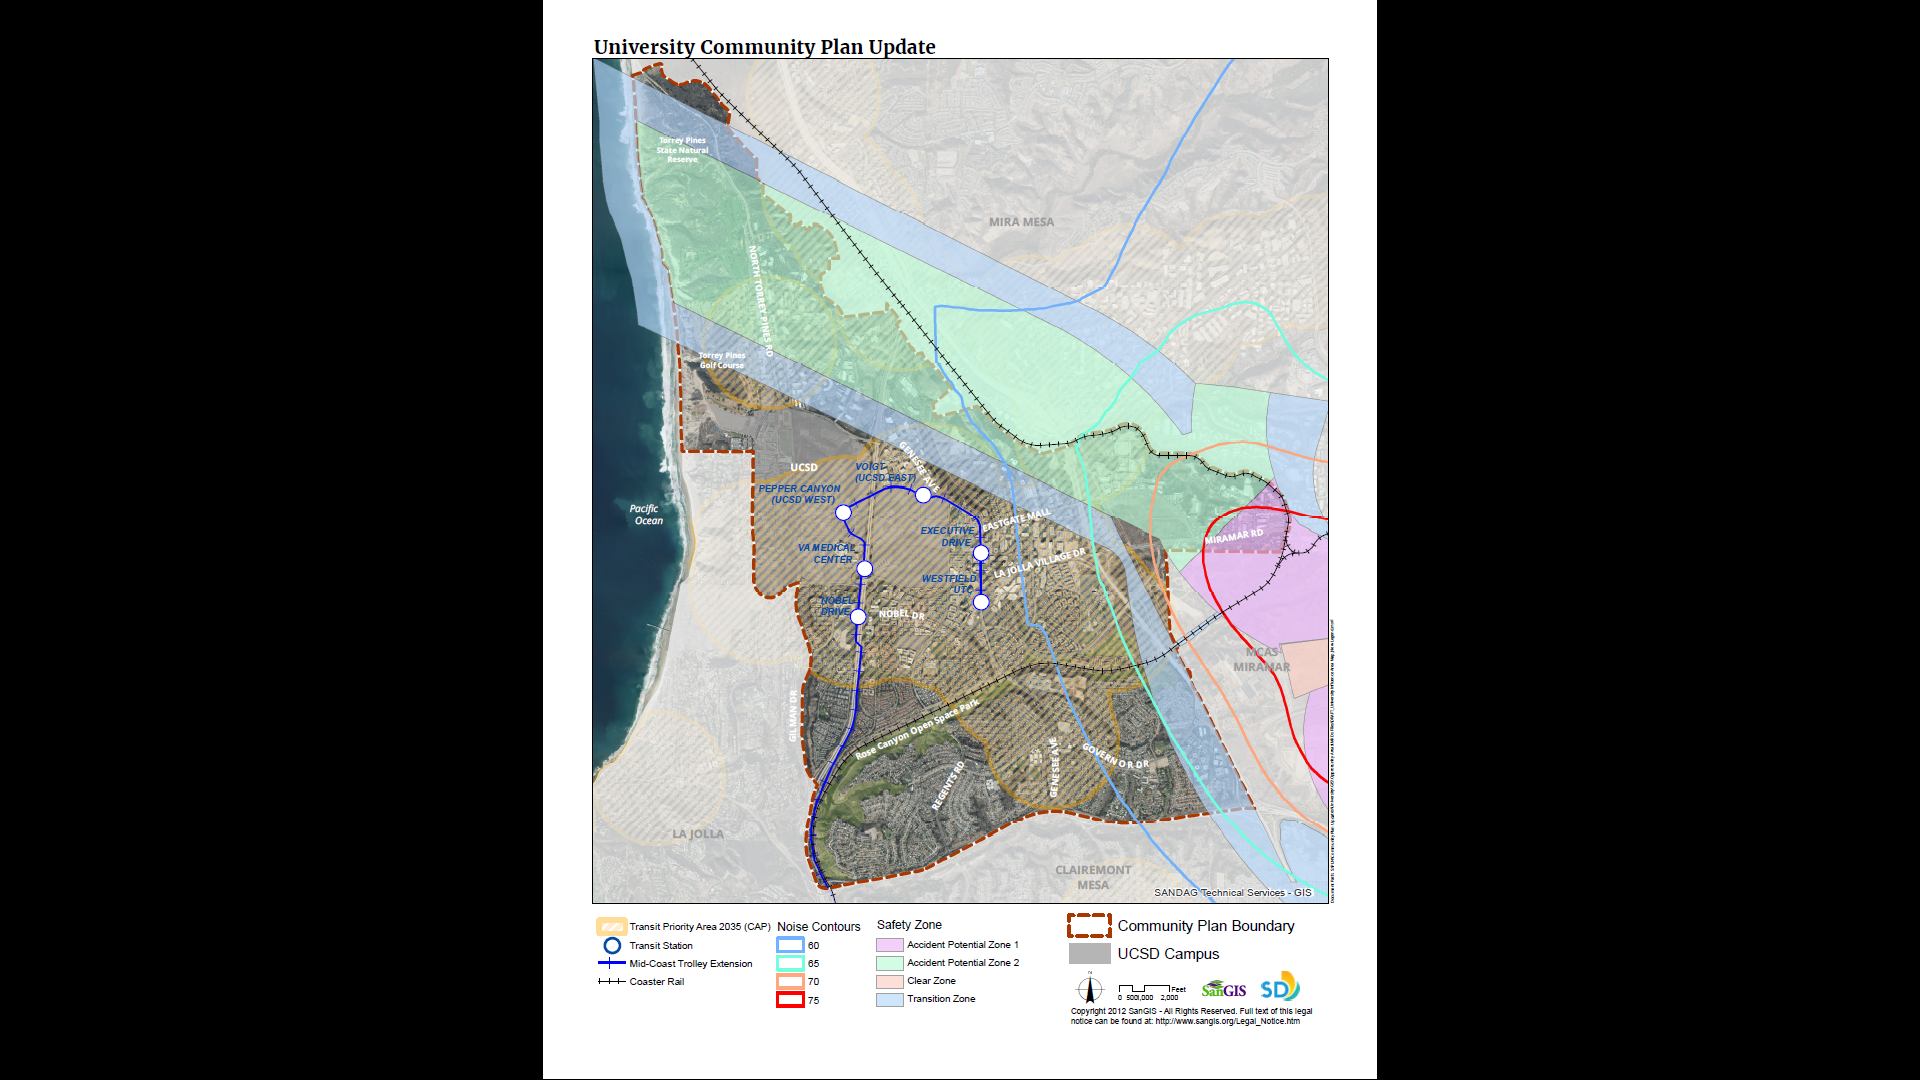 University Community Plan Update
Torrey Pines
State Natural
Reserve
MIRA MESA
NORTH TORREY PINES RD
Torrey Pines
Golf Course
GENESEE AVE
UCSD
VOIGT
(UCSD EAST)
PEPPER CANYON
(UCSD WEST)
Pacific
Ocean
EASTGATE MALL
EXECUTIVE
DRIVE
MIRAMAR RD
VA MEDICAL
CENTER
LA JOLLA VILLAGE DR
WESTFIELD
UTC
NOBEL
DRIVE
NOBEL DR
MCAS
MIRAMAR
GILMAN DR
Rose Canyon Open Space Park
GENESEE AVE
GOVERNOR DR
REGENTS RD
LA JOLLA
CLAIREMONT
MESA
SANDAG Technical Services - GIS
Transit Priority Area 2035 (CAP)
Transit Station
Mid-Coast Trolley Extension
Coaster Rail
Noise Contours
60
65
70
75
Safety Zone
Accident Potential Zone 1
Accident Potential Zone 2
Clear Zone
Transition Zone
Community Plan Boundary
UCSD Campus
N
Feet
0 500 1,000 2,000
SanGIS
SD
Copyright 2012 SanGIS - All Rights Reserved. Full text of this legal
notice can be found at: http://www.sangis.org/Legal_Notice.htm